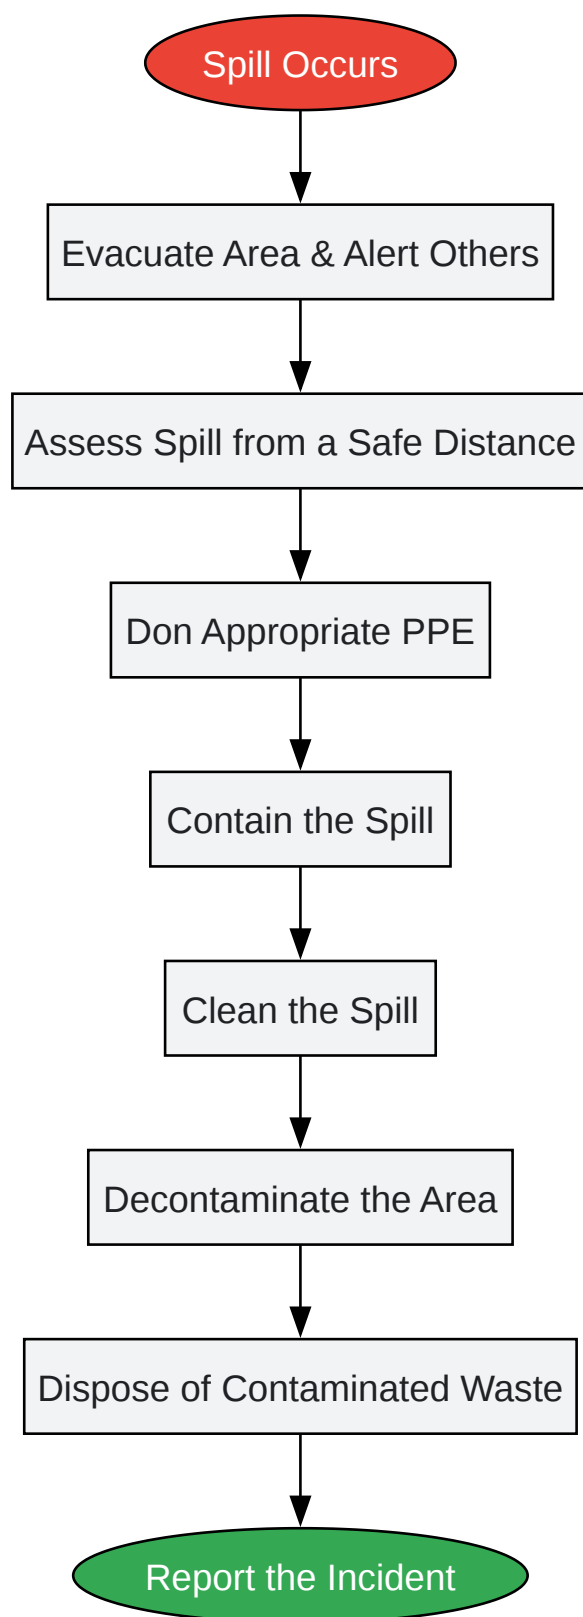 Spill Occurs
Evacuate Area & Alert Others
Assess Spill from a Safe Distance
Don Appropriate PPE
Contain the Spill
Clean the Spill
Decontaminate the Area
Dispose of Contaminated Waste
Report the Incident